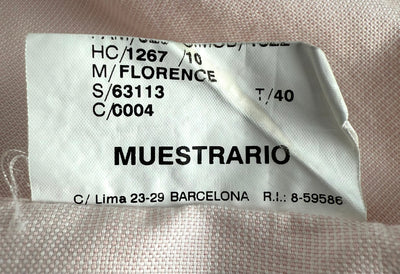 HC/1267 /10
M/FLORENCE
S/63113 T/40
C/0004
MUESTRARIO
C/ Lima 23-29 BARCELONA R.I.: 8-59586